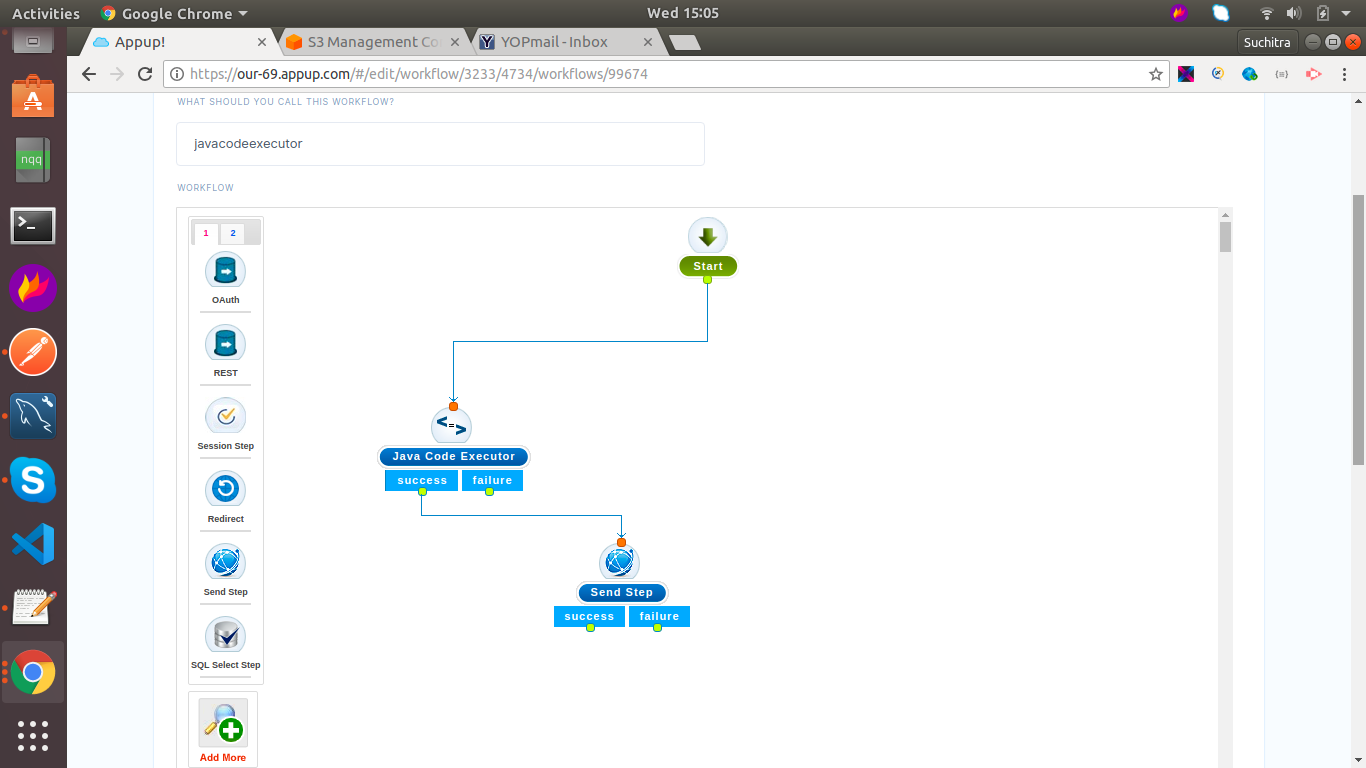 Activities
Google Chrome
Wed 15:05
Appup!
S3 Management Co
YOPmail - Inbox
Suchitra
https://our-69.appup.com/#/edit/workflow/3233/4734/workflows/99674
WHAT SHOULD YOU CALL THIS WORKFLOW?
javacodeexecutor
WORKFLOW
1 2
OAuth
REST
Session Step
Redirect
Send Step
SQL Select Step
Add More
Start
Java Code Executor
success failure
Send Step
success failure
nqq